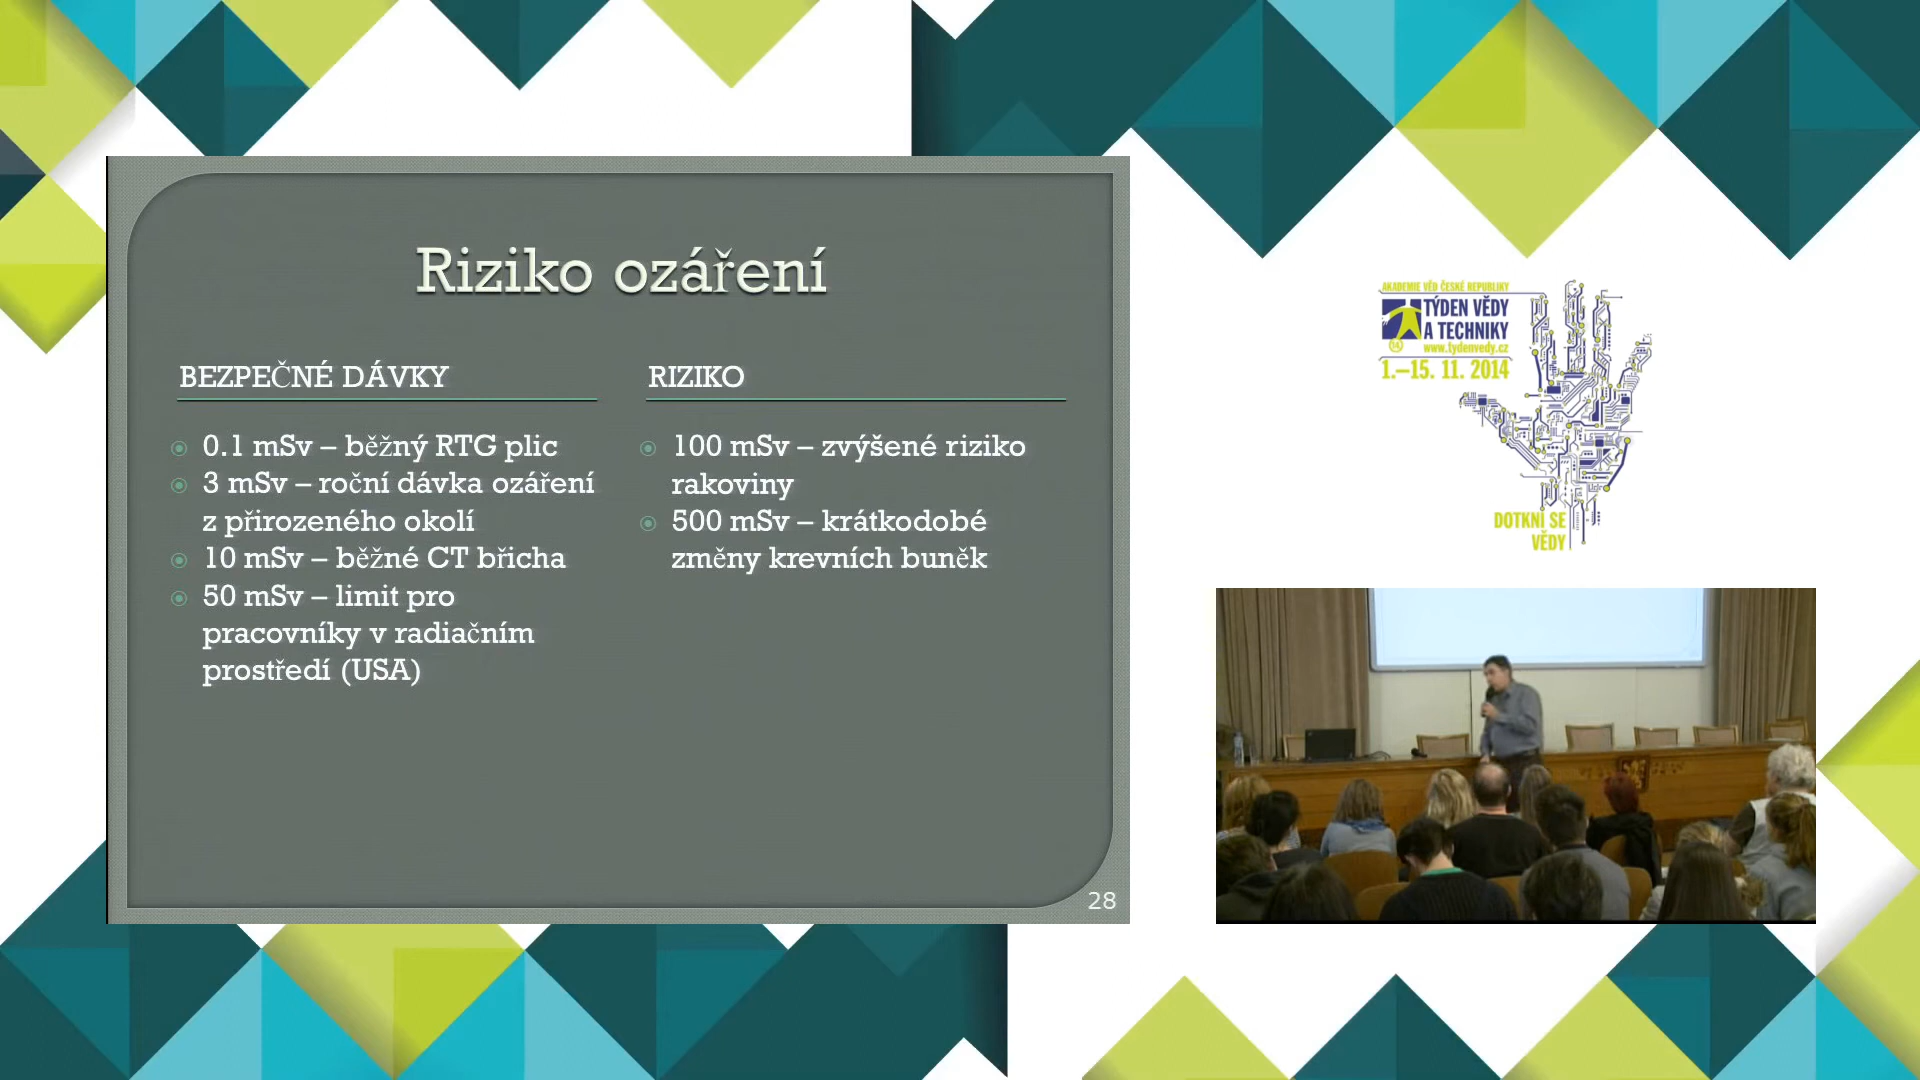 Riziko ozáření
BEZPEČNÉ DÁVKY
0.1 mSv – běžný RTG plic
3 mSv – roční dávka ozáření
z přirozeného okolí
10 mSv – běžné CT břicha
50 mSv – limit pro
pracovníky v radiačním
prostředí (USA)
RIZIKO
100 mSv – zvýšené riziko
rakoviny
500 mSv – krátkodobé
změny krevních buněk
28
AKADEMIE VĚD ČESKÉ REPUBLIKY
TÝDEN VĚDY
A TECHNIKY
www.tydenvedy.cz
1.–15. 11. 2014
DOTKNI SE
VĚDY